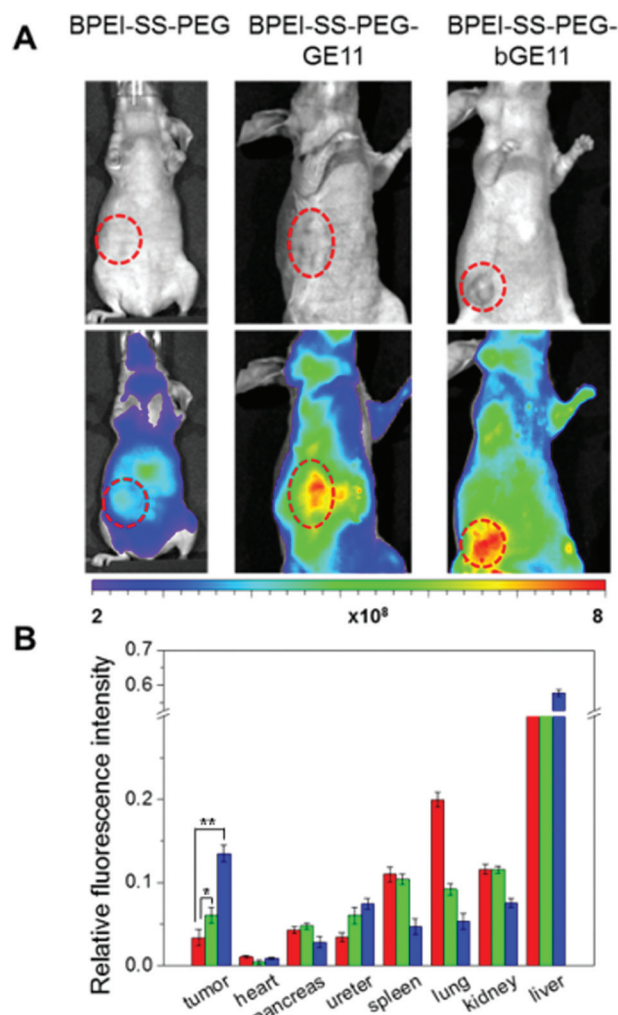 A
BPEI-SS-PEG
BPEI-SS-PEG-
GE11
BPEI-SS-PEG-
bGE11
2
x10⁸
8
B
Relative fluorescence intensity
0.7
0.6
0.2
0.1
0.0
**
*
tumor
heart
pancreas
ureter
spleen
lung
kidney
liver